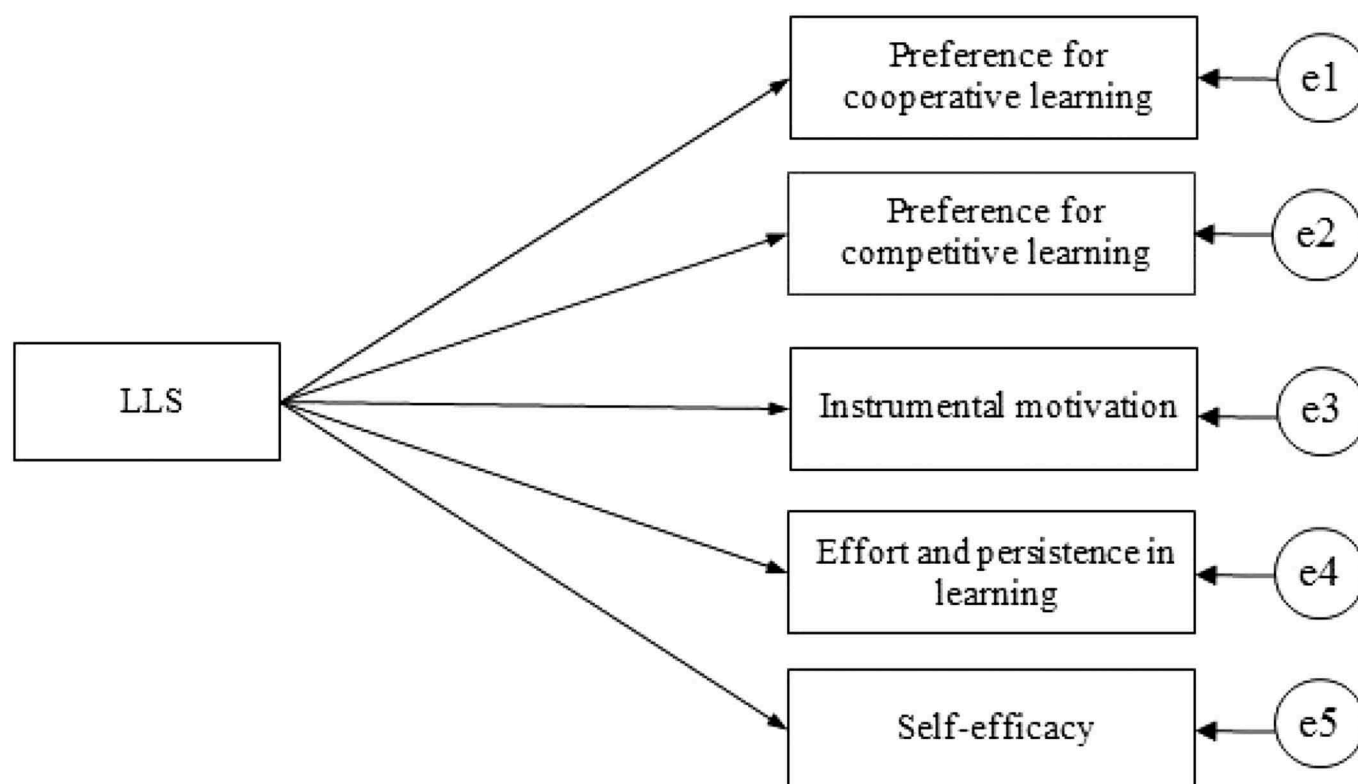 Preference for
cooperative learning
e1
Preference for
competitive learning
e2
LLS
Instrumental motivation
e3
Effort and persistence in
learning
e4
Self-efficacy
e5